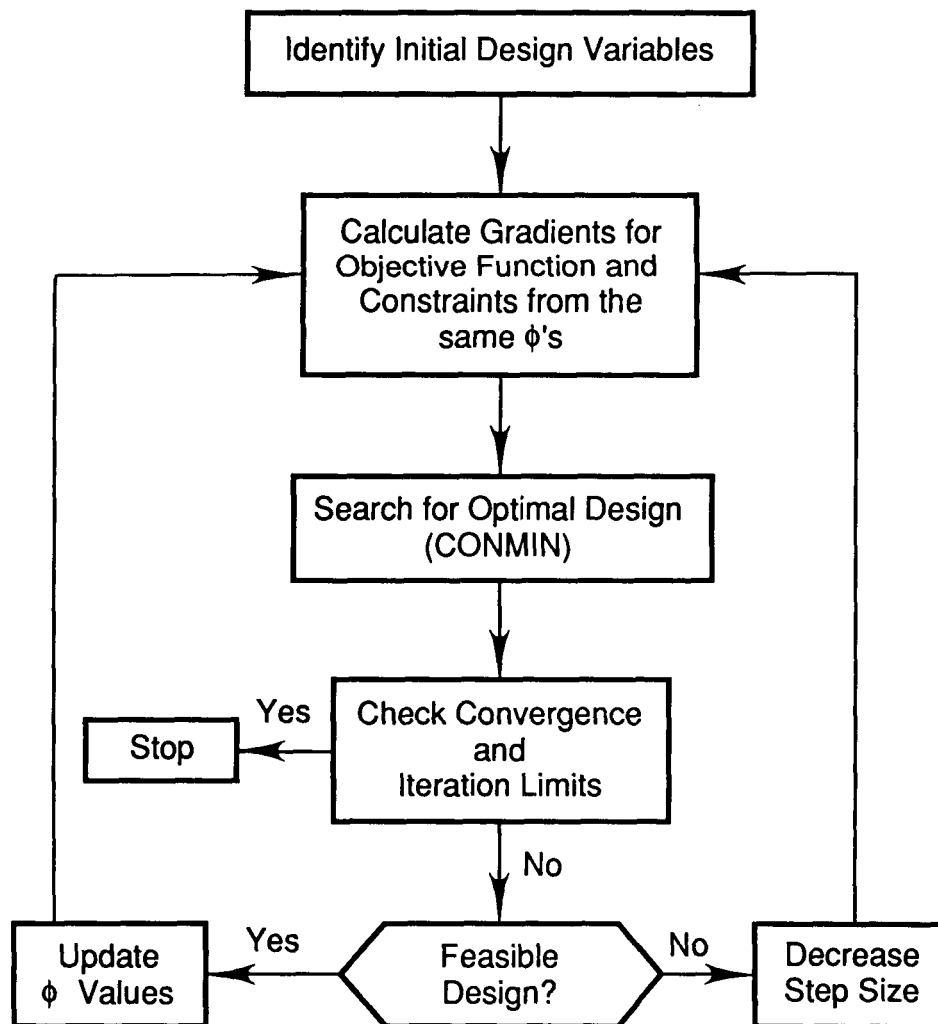 Identify Initial Design Variables
Calculate Gradients for
Objective Function and
Constraints from the
same ϕ's
Search for Optimal Design
(CONMIN)
Yes
Stop
Check Convergence
and
Iteration Limits
No
Update
ϕ Values
Yes
Feasible
Design?
No
Decrease
Step Size